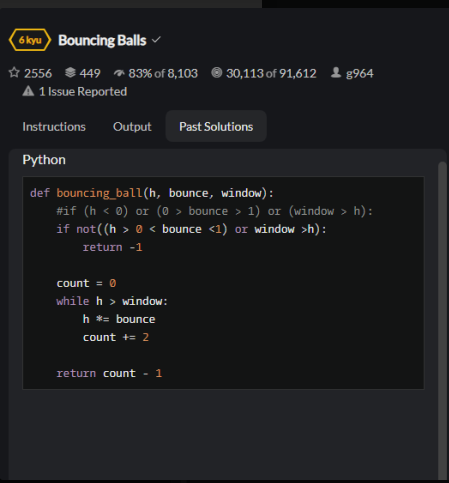 6 kyu Bouncing Balls
2556 449 83% of 8,103 30,113 of 91,612 g964
1 Issue Reported
Instructions Output Past Solutions
Python
def bouncing_ball(h, bounce, window):
    #if (h < 0) or (0 > bounce > 1) or (window > h):
    if not((h > 0 < bounce <1) or window >h):
        return -1
    count = 0
    while h > window:
        h *= bounce
        count += 2
    return count - 1